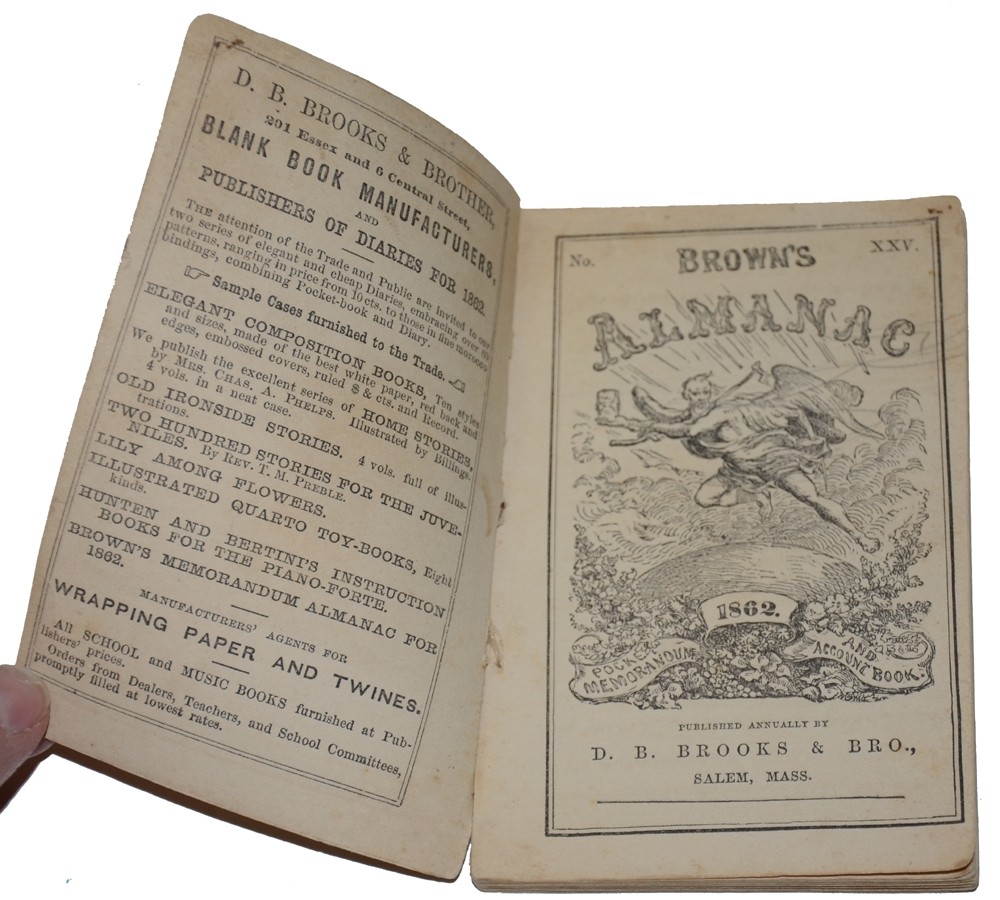 D. B. BROOKS & BROTHER,
201 Essex and 6 Central Street,
BLANK BOOK MANUFACTURERS,
AND
PUBLISHERS OF DIARIES FOR 1862.
THE attention of the Trade and Public are invited to our
two series of elegant and cheap Diaries, embracing over 60
patterns, ranging in price from 10 cts. to those in fine morocco
bindings, combining Pocket-book and Diary.
☞ Sample Cases furnished to the Trade. ☜
ELEGANT COMPOSITION BOOKS, Ten styles
and sizes, made of the best white paper, red back and
edges, embossed covers, ruled $ & cts. and Record.
We publish the excellent series of HOME STORIES,
by MRS. CHAS. A. PHELPS. Illustrated by Billings.
4 vols. in a neat case.
OLD IRONSIDE STORIES. 4 vols. full of illus-
trations.
TWO HUNDRED STORIES FOR THE JUVE-
NILES. By REV. T. M. PREBLE.
LILY AMONG FLOWERS.
ILLUSTRATED QUARTO TOY-BOOKS, Eight
kinds.
HUNTEN AND BERTINI'S INSTRUCTION
BOOKS FOR THE PIANO-FORTE.
BROWN'S MEMORANDUM ALMANAC FOR
1862.
MANUFACTURERS' AGENTS FOR
WRAPPING PAPER AND TWINES.
All SCHOOL and MUSIC BOOKS furnished at Pub-
lishers' prices.
Orders from Dealers, Teachers, and School Committees,
promptly filled at lowest rates.
No. XXV.
BROWN'S
ALMANAC
1862.
POCKET
MEMORANDUM
AND
ACCOUNT BOOK.
PUBLISHED ANNUALLY BY
D. B. BROOKS & BRO.,
SALEM, MASS.